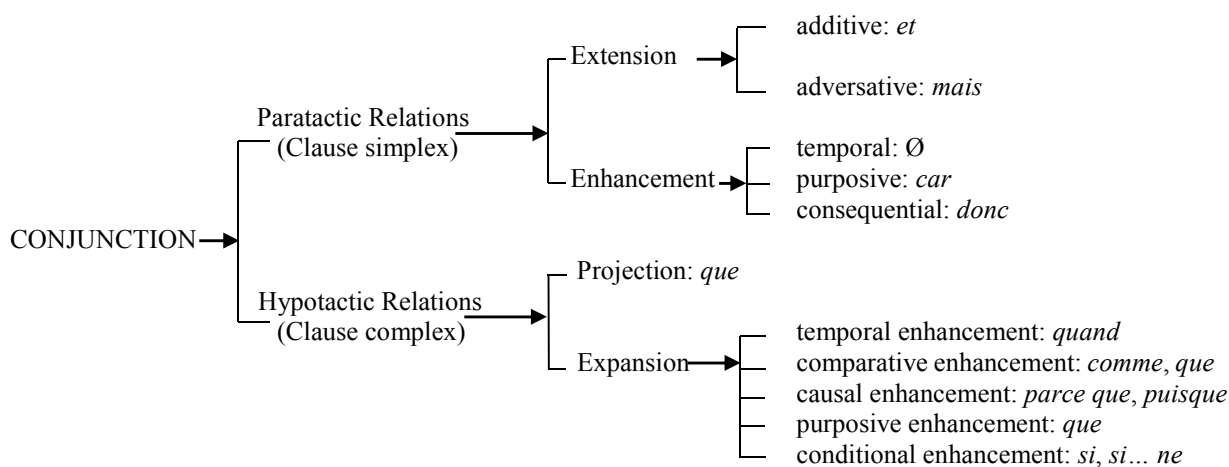 additive: et
Extension
adversative: mais
Paratactic Relations
(Clause simplex)
temporal: Ø
Enhancement
purposive: car
consequential: donc
CONJUNCTION
Projection: que
Hypotactic Relations
(Clause complex)
temporal enhancement: quand
Expansion
comparative enhancement: comme, que
causal enhancement: parce que, puisque
purposive enhancement: que
conditional enhancement: si, si… ne